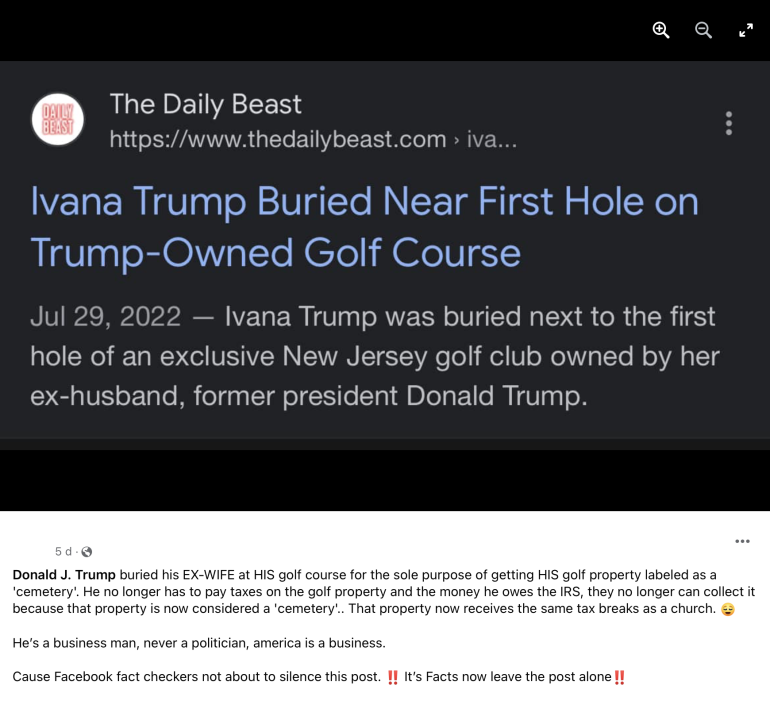 DAILY
BEAST
The Daily Beast
https://www.thedailybeast.com › iva...
Ivana Trump Buried Near First Hole on
Trump-Owned Golf Course
Jul 29, 2022 — Ivana Trump was buried next to the first
hole of an exclusive New Jersey golf club owned by her
ex-husband, former president Donald Trump.
5 d ·
Donald J. Trump buried his EX-WIFE at HIS golf course for the sole purpose of getting HIS golf property labeled as a
'cemetery'. He no longer has to pay taxes on the golf property and the money he owes the IRS, they no longer can collect it
because that property is now considered a 'cemetery'.. That property now receives the same tax breaks as a church. 😌
He's a business man, never a politician, america is a business.
Cause Facebook fact checkers not about to silence this post. ‼️ It's Facts now leave the post alone‼️